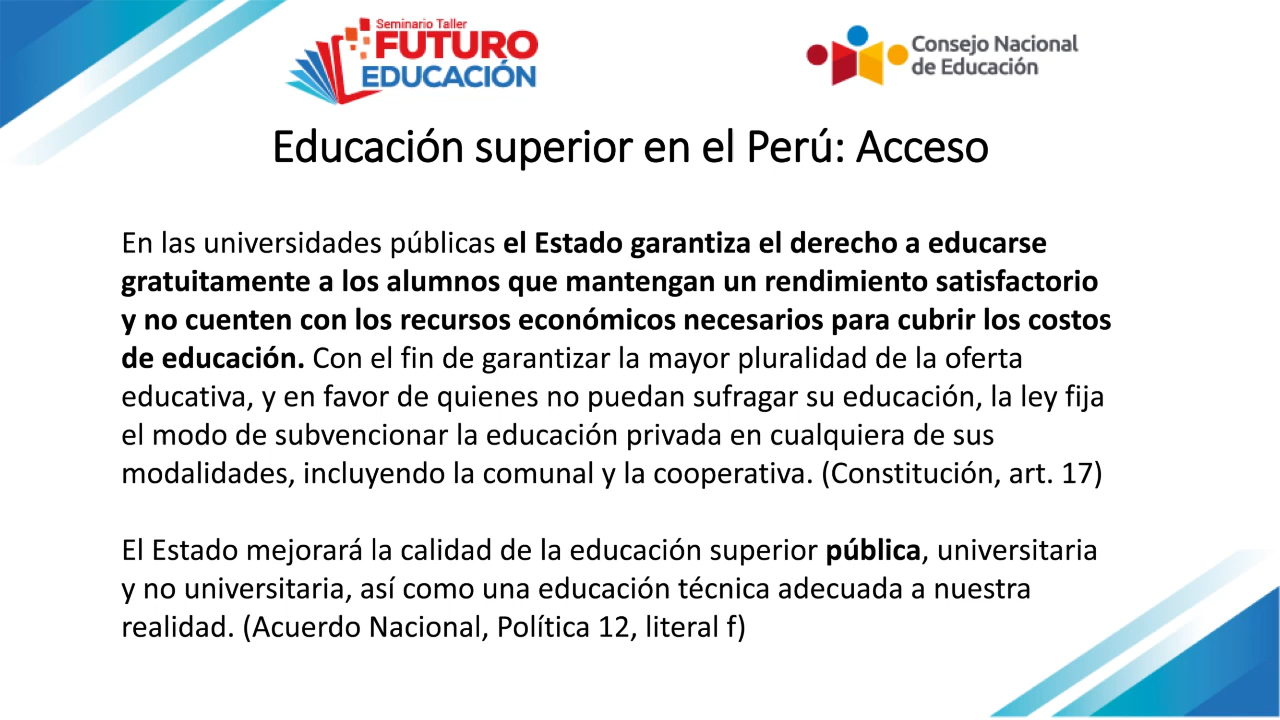 Seminario Taller
FUTURO
EDUCACIÓN
Consejo Nacional
de Educación
Educación superior en el Perú: Acceso
En las universidades públicas el Estado garantiza el derecho a educarse
gratuitamente a los alumnos que mantengan un rendimiento satisfactorio
y no cuenten con los recursos económicos necesarios para cubrir los costos
de educación. Con el fin de garantizar la mayor pluralidad de la oferta
educativa, y en favor de quienes no puedan sufragar su educación, la ley fija
el modo de subvencionar la educación privada en cualquiera de sus
modalidades, incluyendo la comunal y la cooperativa. (Constitución, art. 17)
El Estado mejorará la calidad de la educación superior pública, universitaria
y no universitaria, así como una educación técnica adecuada a nuestra
realidad. (Acuerdo Nacional, Política 12, literal f)